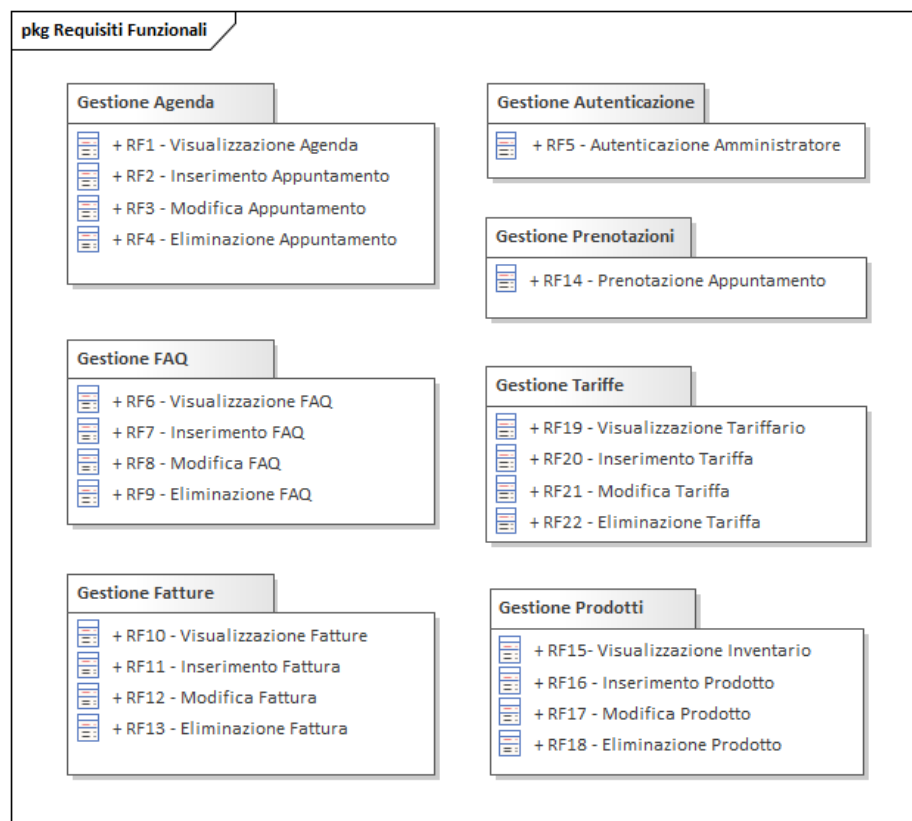 pkg Requisiti Funzionali
Gestione Agenda
+ RF1 - Visualizzazione Agenda
+ RF2 - Inserimento Appuntamento
+ RF3 - Modifica Appuntamento
+ RF4 - Eliminazione Appuntamento
Gestione Autenticazione
+ RF5 - Autenticazione Amministratore
Gestione Prenotazioni
+ RF14 - Prenotazione Appuntamento
Gestione FAQ
+ RF6 - Visualizzazione FAQ
+ RF7 - Inserimento FAQ
+ RF8 - Modifica FAQ
+ RF9 - Eliminazione FAQ
Gestione Tariffe
+ RF19 - Visualizzazione Tariffario
+ RF20 - Inserimento Tariffa
+ RF21 - Modifica Tariffa
+ RF22 - Eliminazione Tariffa
Gestione Fatture
+ RF10 - Visualizzazione Fatture
+ RF11 - Inserimento Fattura
+ RF12 - Modifica Fattura
+ RF13 - Eliminazione Fattura
Gestione Prodotti
+ RF15- Visualizzazione Inventario
+ RF16 - Inserimento Prodotto
+ RF17 - Modifica Prodotto
+ RF18 - Eliminazione Prodotto